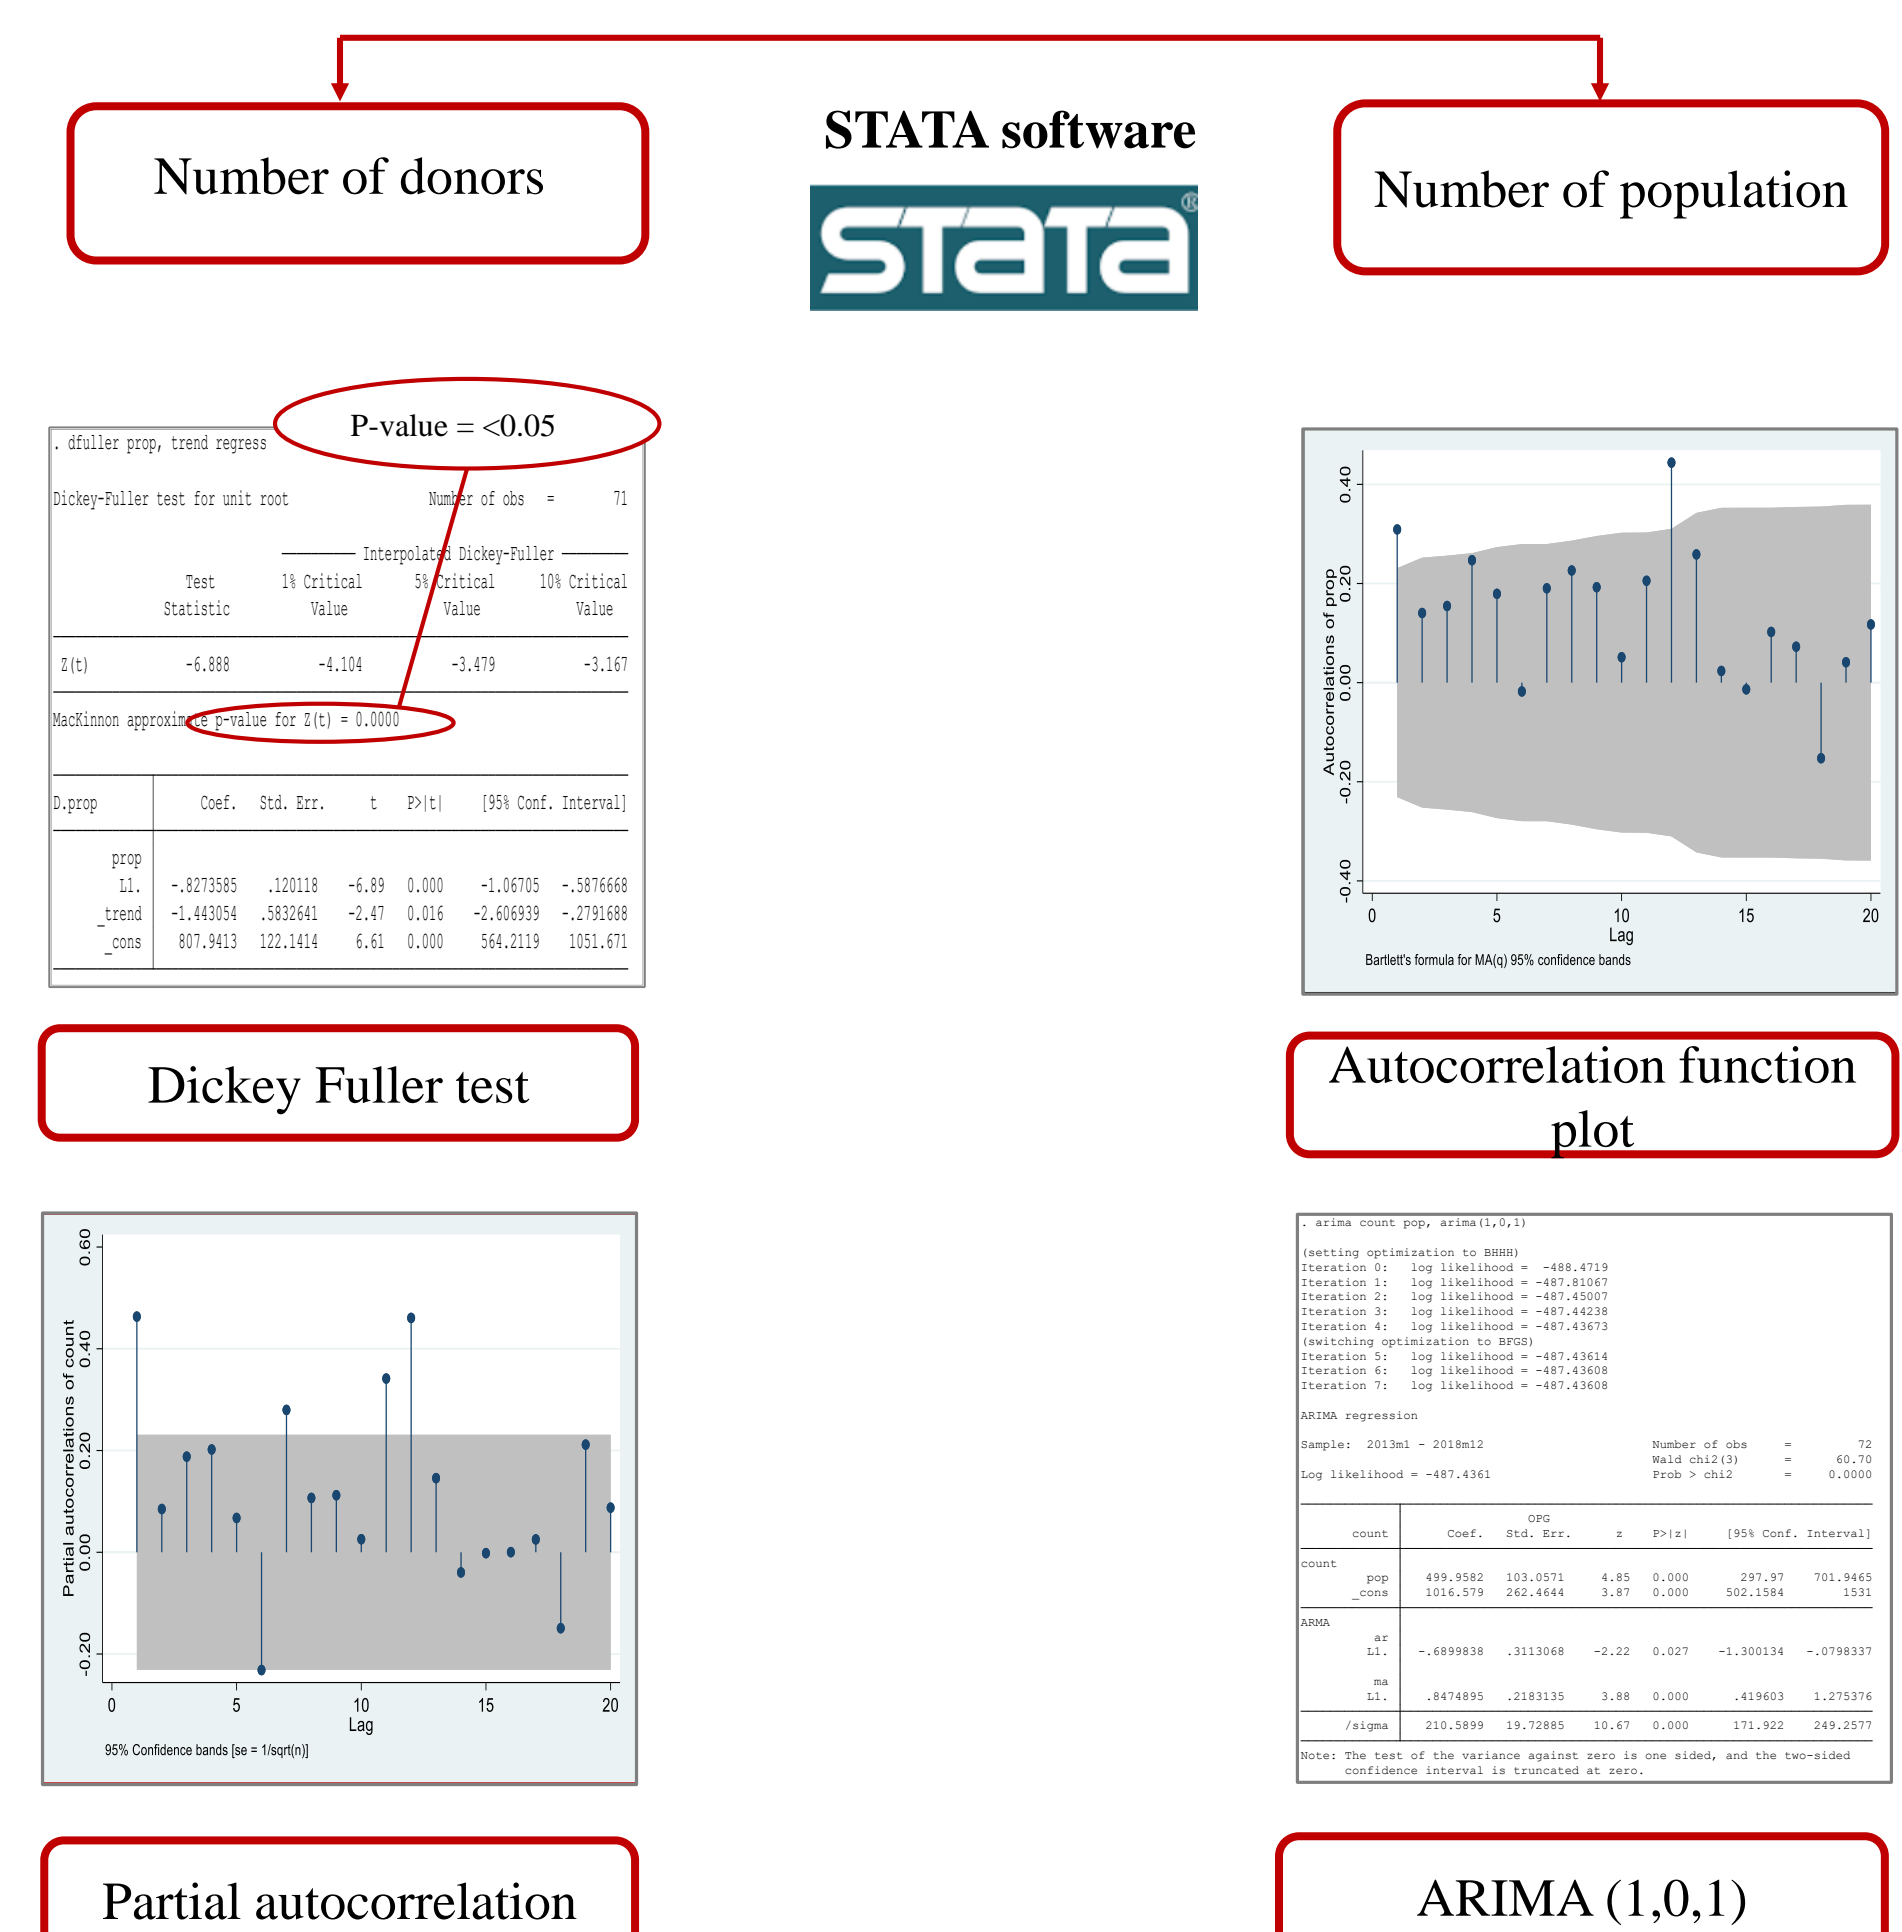 Number of donors
STATA software
Number of population
STaTa®
P-value = <0.05
. dfuller prop, trend regress
Dickey-Fuller test for unit root Number of obs = 71
Interpolated Dickey-Fuller
Test 1% Critical 5% Critical 10% Critical
Statistic Value Value Value
Z(t) -6.888 -4.104 -3.479 -3.167
MacKinnon approximate p-value for Z(t) = 0.0000
D.prop Coef. Std. Err. t P>|t| [95% Conf. Interval]
prop
L1. -.8273585 .120118 -6.89 0.000 -1.06705 -.5876668
_trend -1.443054 .5832641 -2.47 0.016 -2.606939 -.2791688
_cons 807.9413 122.1414 6.61 0.000 564.2119 1051.671
Autocorrelations of prop
0.40
0.20
0.00
-0.20
-0.40
0 5 10 15 20
Lag
Bartlett's formula for MA(q) 95% confidence bands
Dickey Fuller test
Autocorrelation function
plot
Partial autocorrelations of count
0.60
0.40
0.20
0.00
-0.20
0 5 10 15 20
Lag
95% Confidence bands [se = 1/sqrt(n)]
. arima count pop, arima(1,0,1)
(setting optimization to BHHH)
Iteration 0: log likelihood = -488.4719
Iteration 1: log likelihood = -487.81067
Iteration 2: log likelihood = -487.45007
Iteration 3: log likelihood = -487.44238
Iteration 4: log likelihood = -487.43673
(switching optimization to BFGS)
Iteration 5: log likelihood = -487.43614
Iteration 6: log likelihood = -487.43608
Iteration 7: log likelihood = -487.43608
ARIMA regression
Sample: 2013m1 - 2018m12 Number of obs = 72
Wald chi2(3) = 60.70
Log likelihood = -487.4361 Prob > chi2 = 0.0000
OPG
count Coef. Std. Err. z P>|z| [95% Conf. Interval]
count
pop 499.9582 103.0571 4.85 0.000 297.97 701.9465
_cons 1016.579 262.4644 3.87 0.000 502.1584 1531
ARMA
ar
L1. -.6899838 .3113068 -2.22 0.027 -1.300134 -.0798337
ma
L1. .8474895 .2183135 3.88 0.000 .419603 1.275376
/sigma 210.5899 19.72885 10.67 0.000 171.922 249.2577
Note: The test of the variance against zero is one sided, and the two-sided
confidence interval is truncated at zero.
Partial autocorrelation
ARIMA (1,0,1)